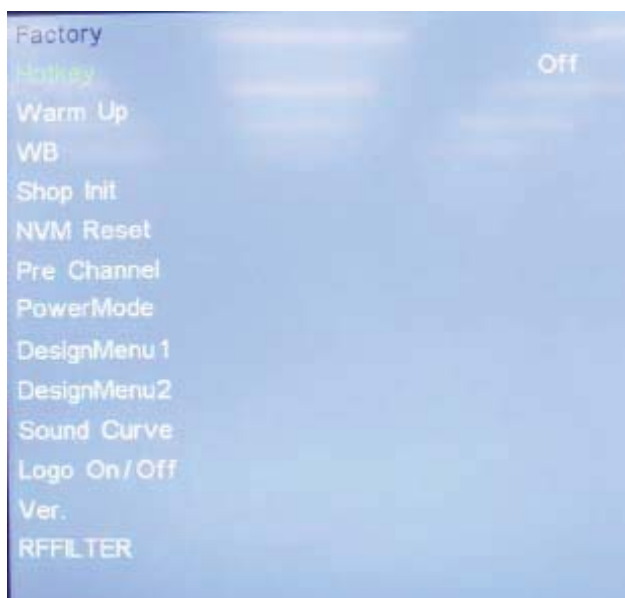 Factory
Hotkey Off
Warm Up
WB
Shop Init
NVM Reset
Pre Channel
PowerMode
DesignMenu1
DesignMenu2
Sound Curve
Logo On/Off
Ver.
RFFILTER